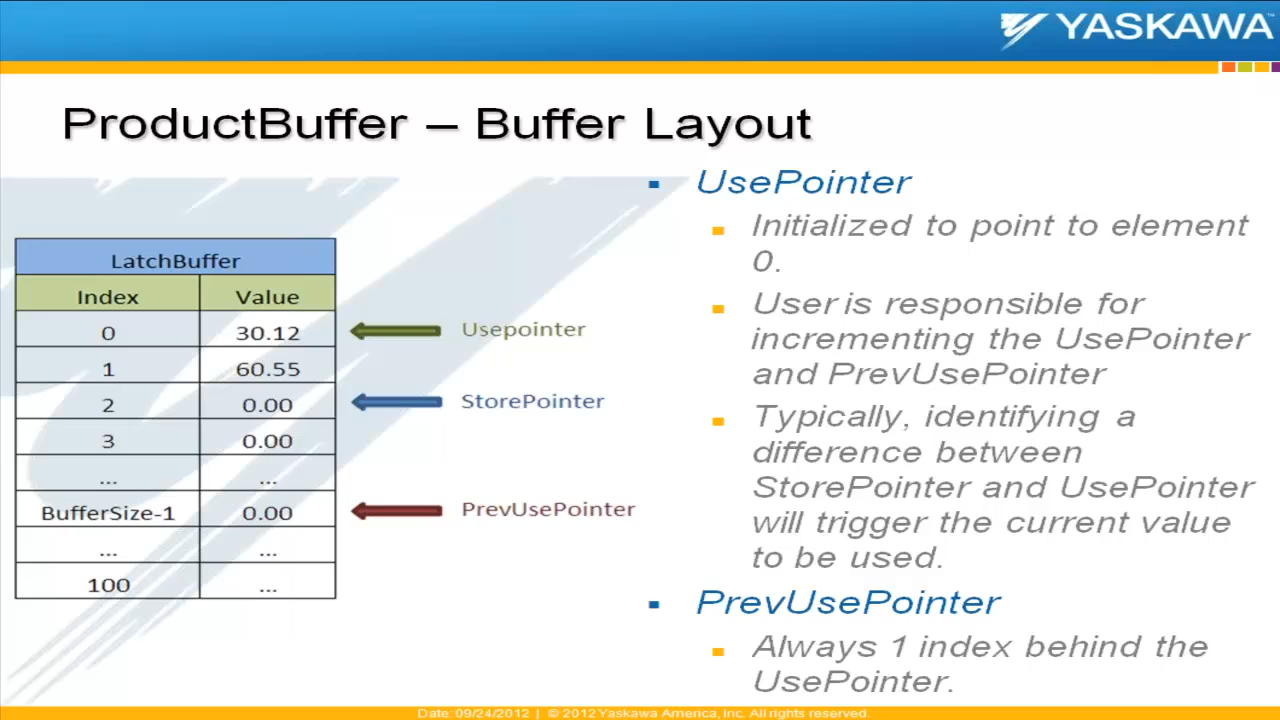 YASKAWA
ProductBuffer – Buffer Layout
LatchBuffer
Index Value
0 30.12
1 60.55
2 0.00
3 0.00
... ...
BufferSize-1 0.00
... ...
100 ...
Usepointer
StorePointer
PrevUsePointer
UsePointer
Initialized to point to element
0.
User is responsible for
incrementing the UsePointer
and PrevUsePointer
Typically, identifying a
difference between
StorePointer and UsePointer
will trigger the current value
to be used.
PrevUsePointer
Always 1 index behind the
UsePointer.
Date: 09/24/2012 | © 2012 Yaskawa America, Inc. All rights reserved.